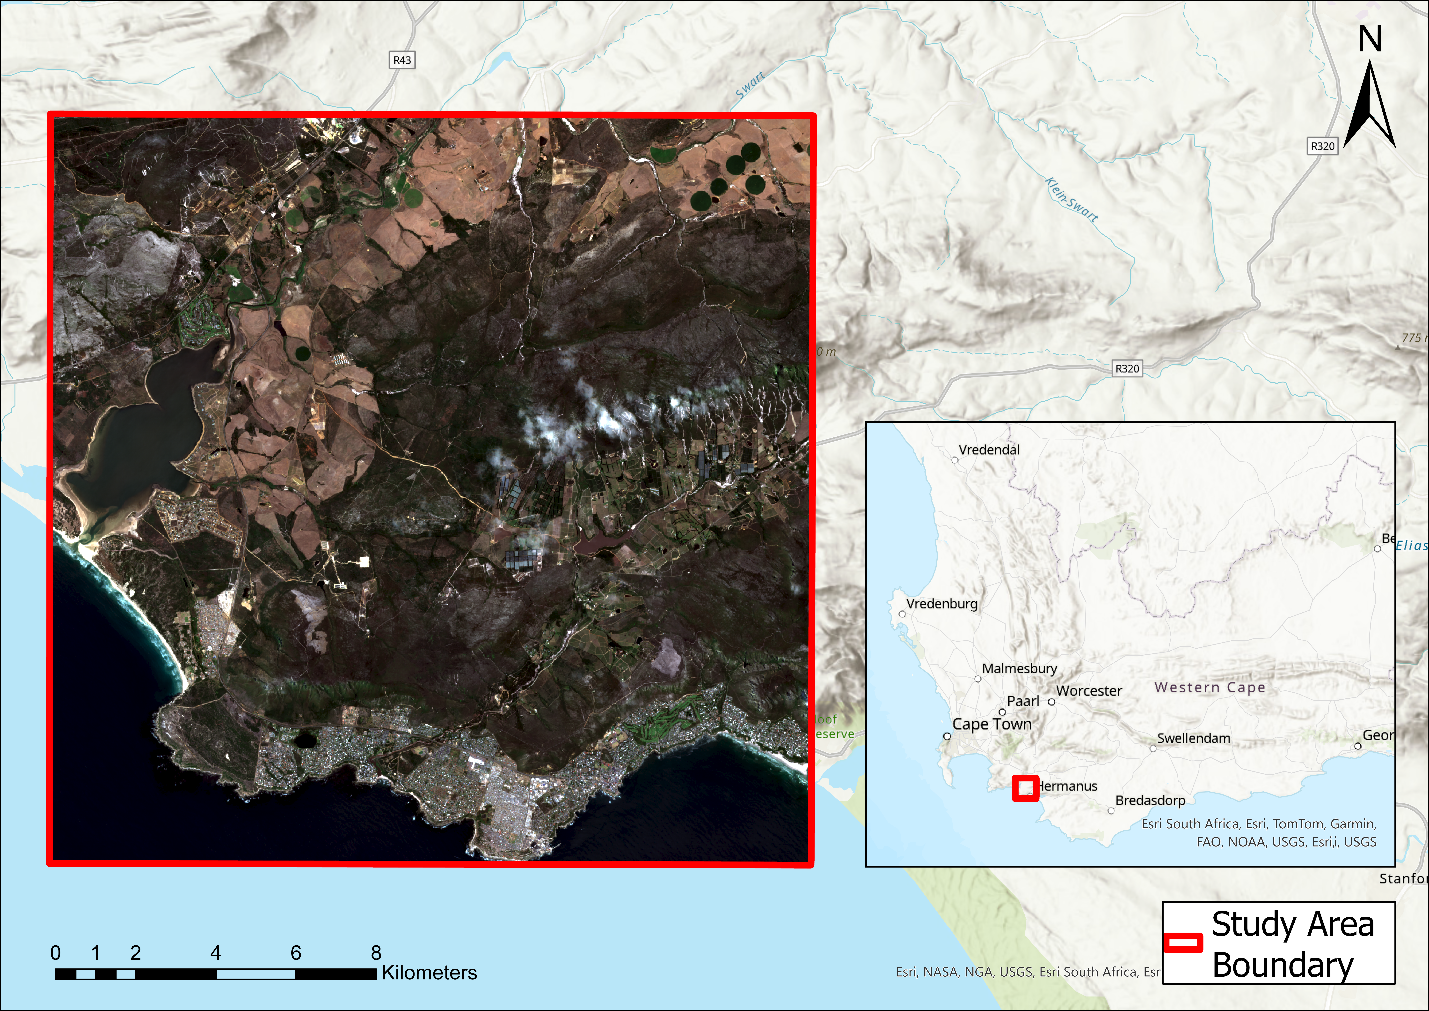 N
R43
Swart
R320
Klein-Swart
775
0 m
R320
Vredendal
Be
Elias
Vredenburg
Malmesbury
Paarl
Worcester
Western Cape
Cape Town
Swellendam
Geor
oof
eserve
Hermanus
Bredasdorp
Esri South Africa, Esri, TomTom, Garmin,
FAO, NOAA, USGS, Esri,i, USGS
Stanfor
0 1 2 4 6 8
Kilometers
Esri, NASA, NGA, USGS, Esri South Africa, Esr
Study Area
Boundary